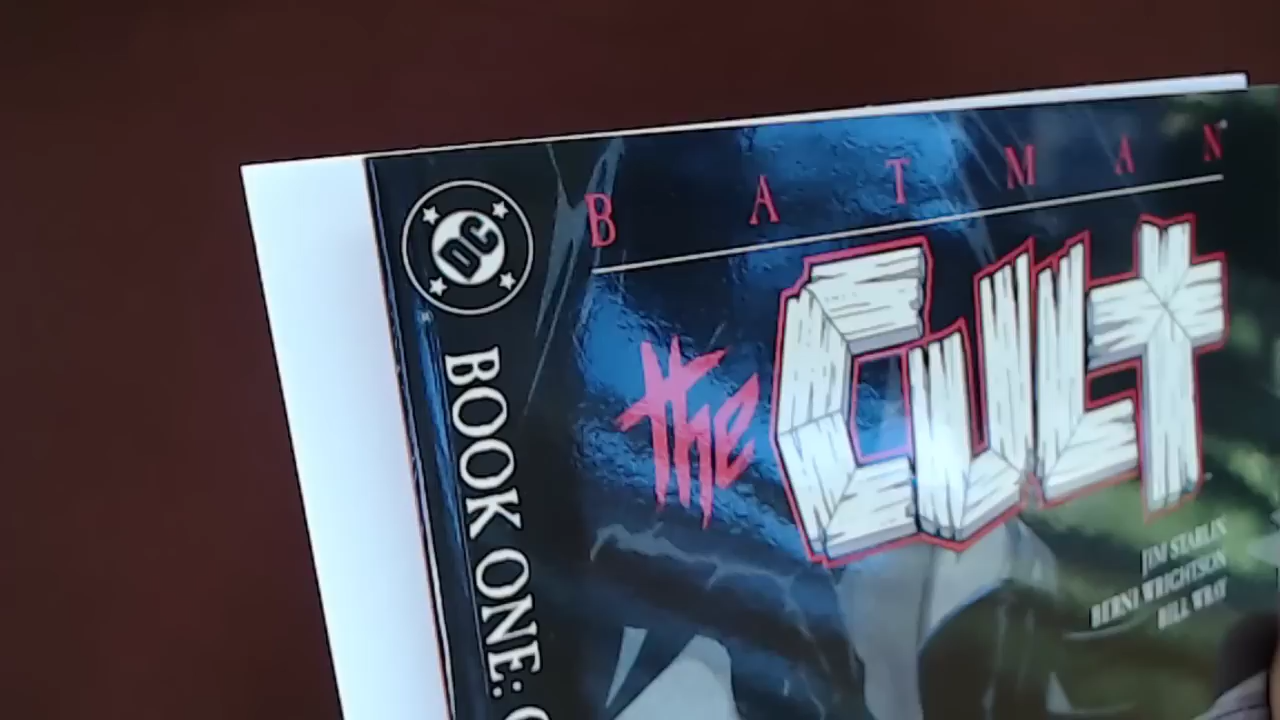 BATMAN
the CULT
DC
BOOK ONE:
JIM STARLIN
BERNI WRIGHTSON
BILL WRAY